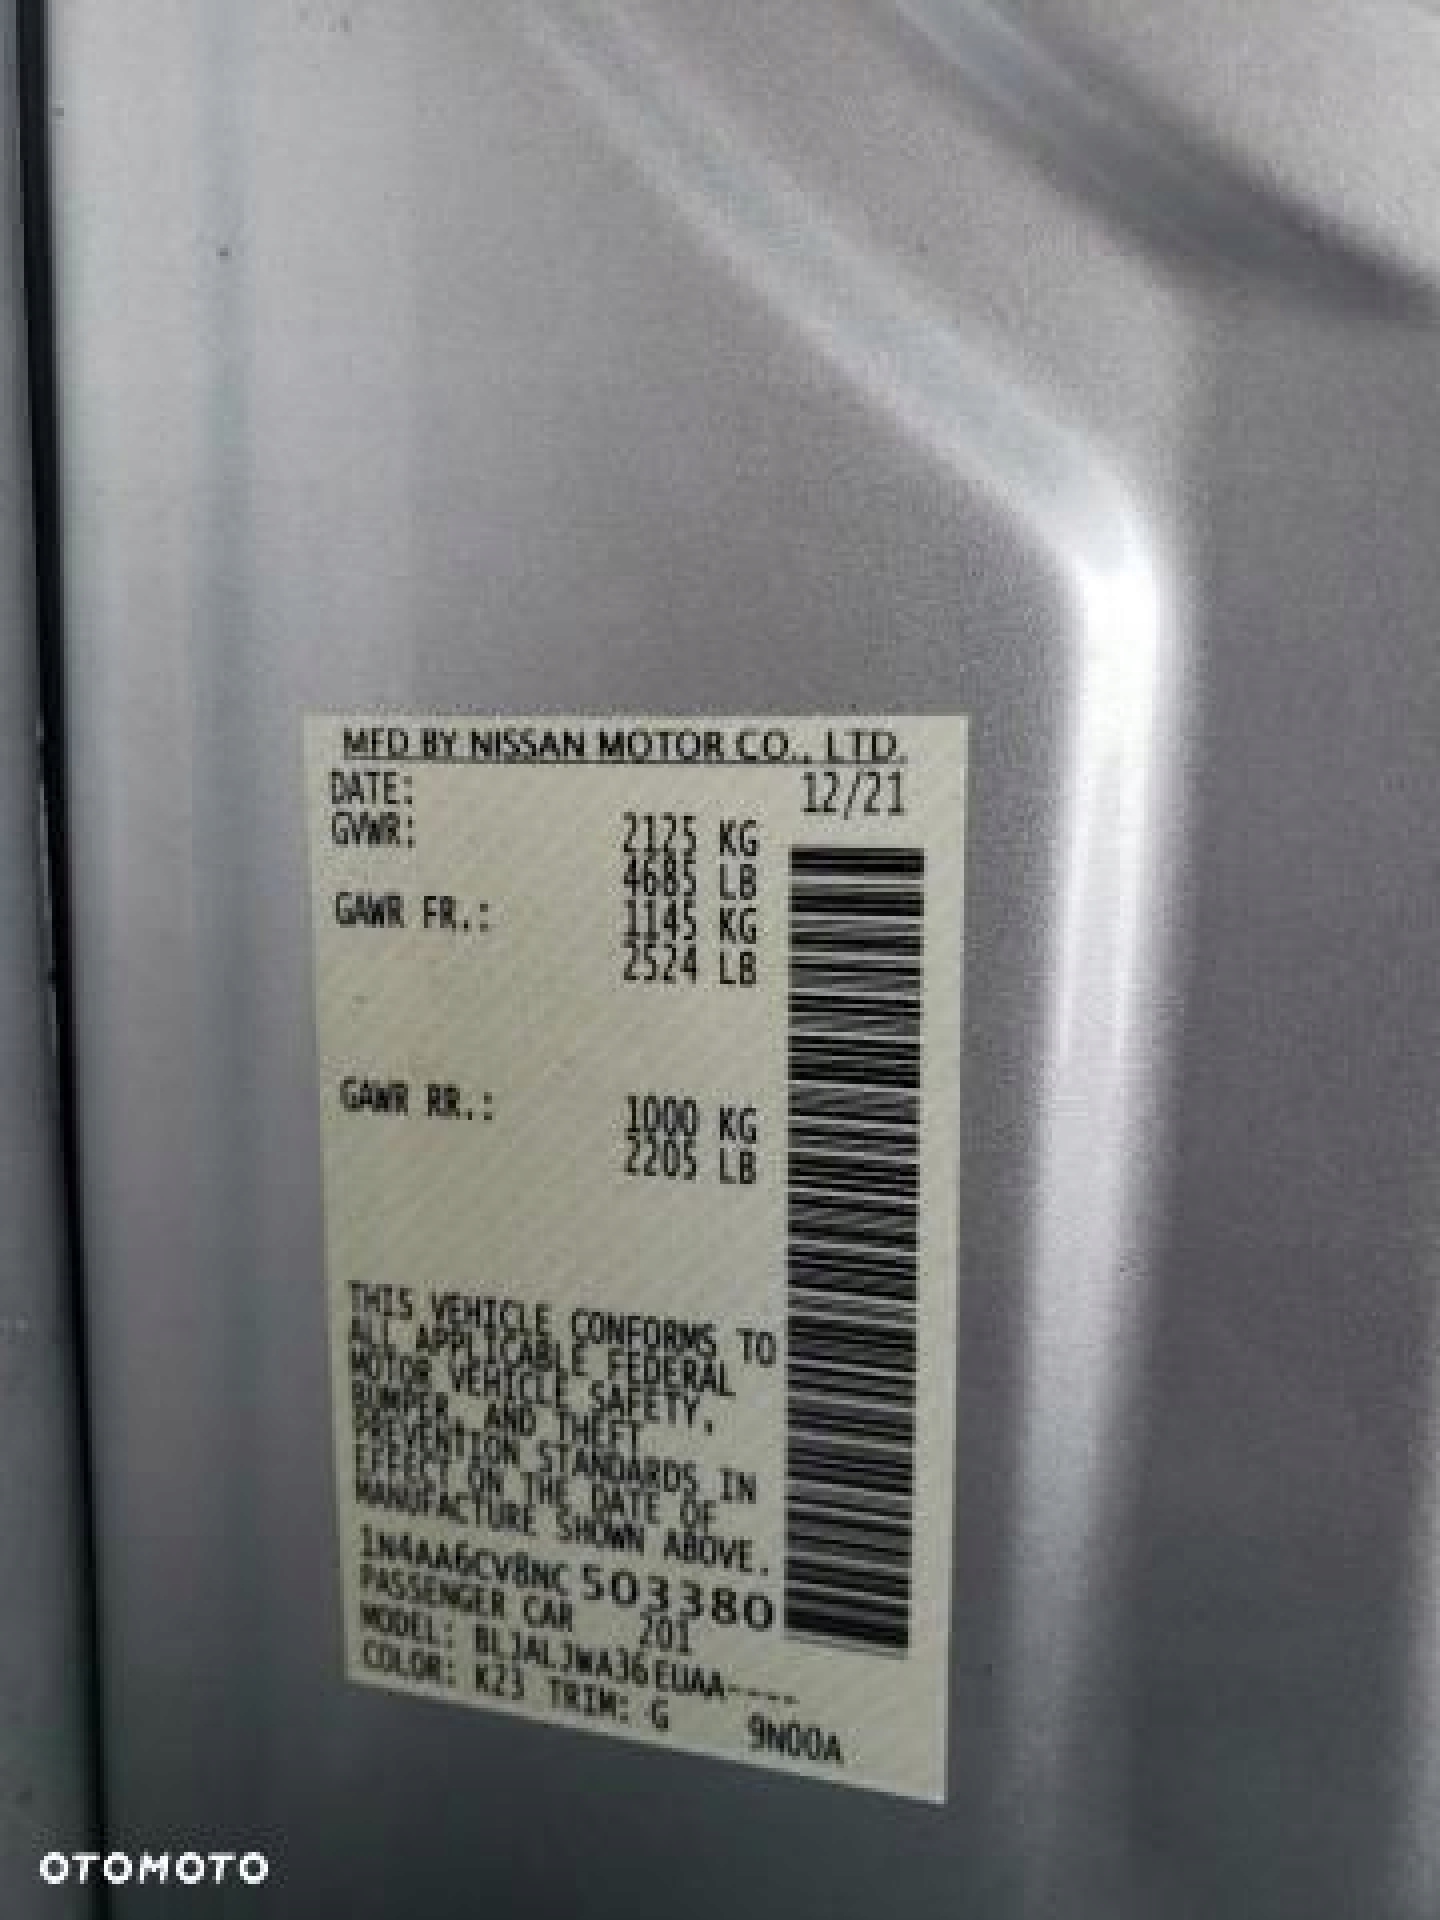 MFD BY NISSAN MOTOR CO., LTD.
DATE: 12/21
GVWR: 2125 KG
4685 LB
GAWR FR.: 1145 KG
2524 LB
GAWR RR.: 1000 KG
2205 LB
THIS VEHICLE CONFORMS TO
ALL APPLICABLE FEDERAL
MOTOR VEHICLE SAFETY,
BUMPER, AND THEFT
PREVENTION STANDARDS IN
EFFECT ON THE DATE OF
MANUFACTURE SHOWN ABOVE.
1N4AA6CV8NC503380
PASSENGER CAR 201
MODEL: BLJALJWA36EUAA----
COLOR: K23 TRIM: G 9N00A
OTOMOTO